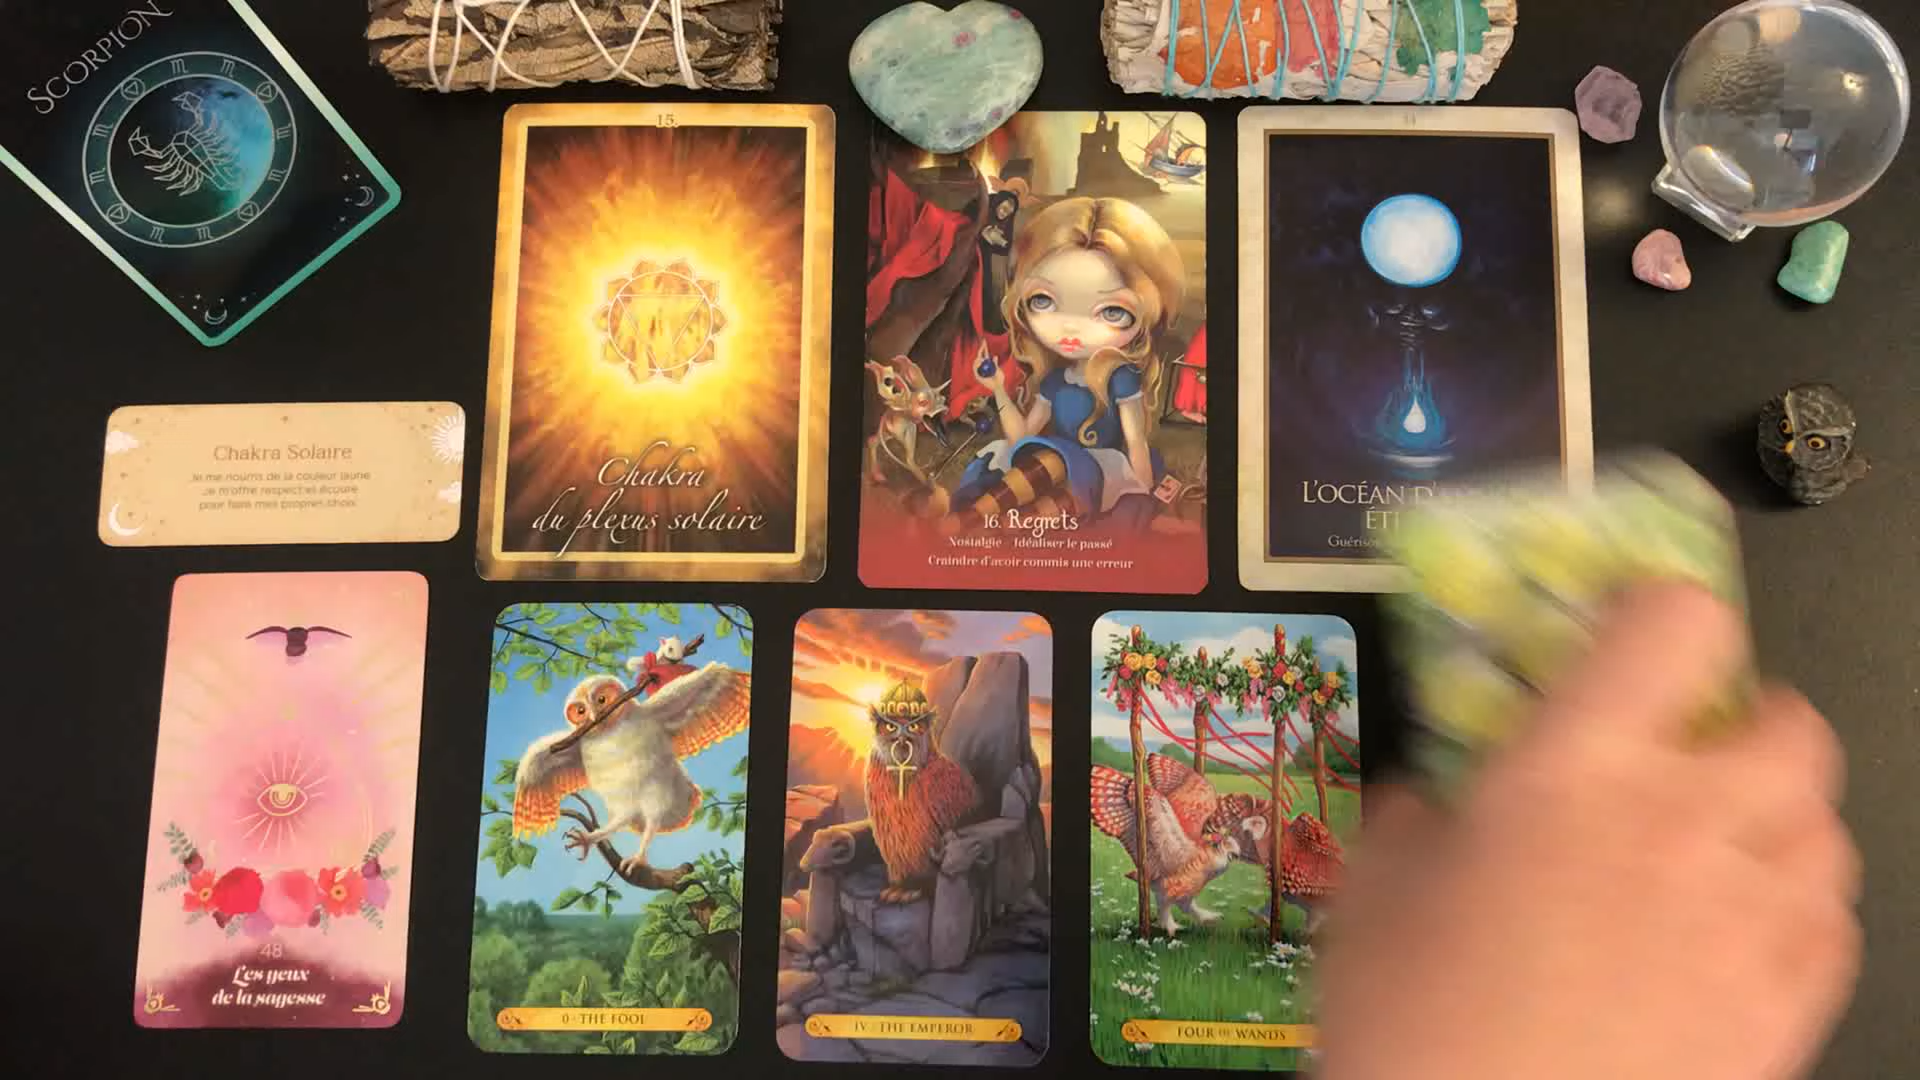 SCORPION
15.
Chakra
du plexus solaire
16. Regrets
Nostalgie - Idéaliser le passé
Craindre d'avoir commis une erreur
L'OCÉAN
Chakra Solaire
Je me nourris de la couleur jaune
Je m'offre respect et écoute
pour faire mes propres choix
48
Les yeux
de la sagesse
0 · THE FOOL
IV · THE EMPEROR
FOUR OF WANDS